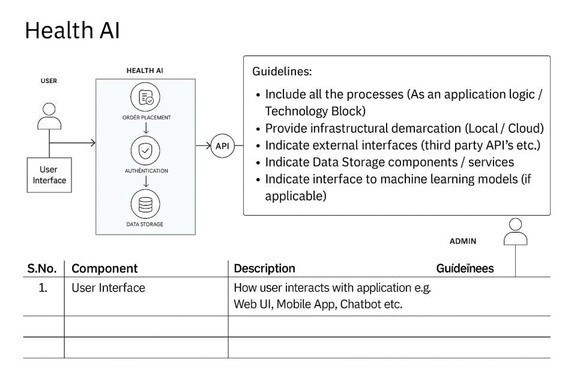 Health AI
USER
User
Interface
HEALTH AI
ORDER PLACEMENT
AUTHENTICATION
DATA STORAGE
API
Guidelines:
• Include all the processes (As an application logic /
Technology Block)
• Provide infrastructural demarcation (Local / Cloud)
• Indicate external interfaces (third party API's etc.)
• Indicate Data Storage components / services
• Indicate interface to machine learning models (if
applicable)
ADMIN
S.No. Component Description Guideinees
1. User Interface How user interacts with application e.g.
Web UI, Mobile App, Chatbot etc.